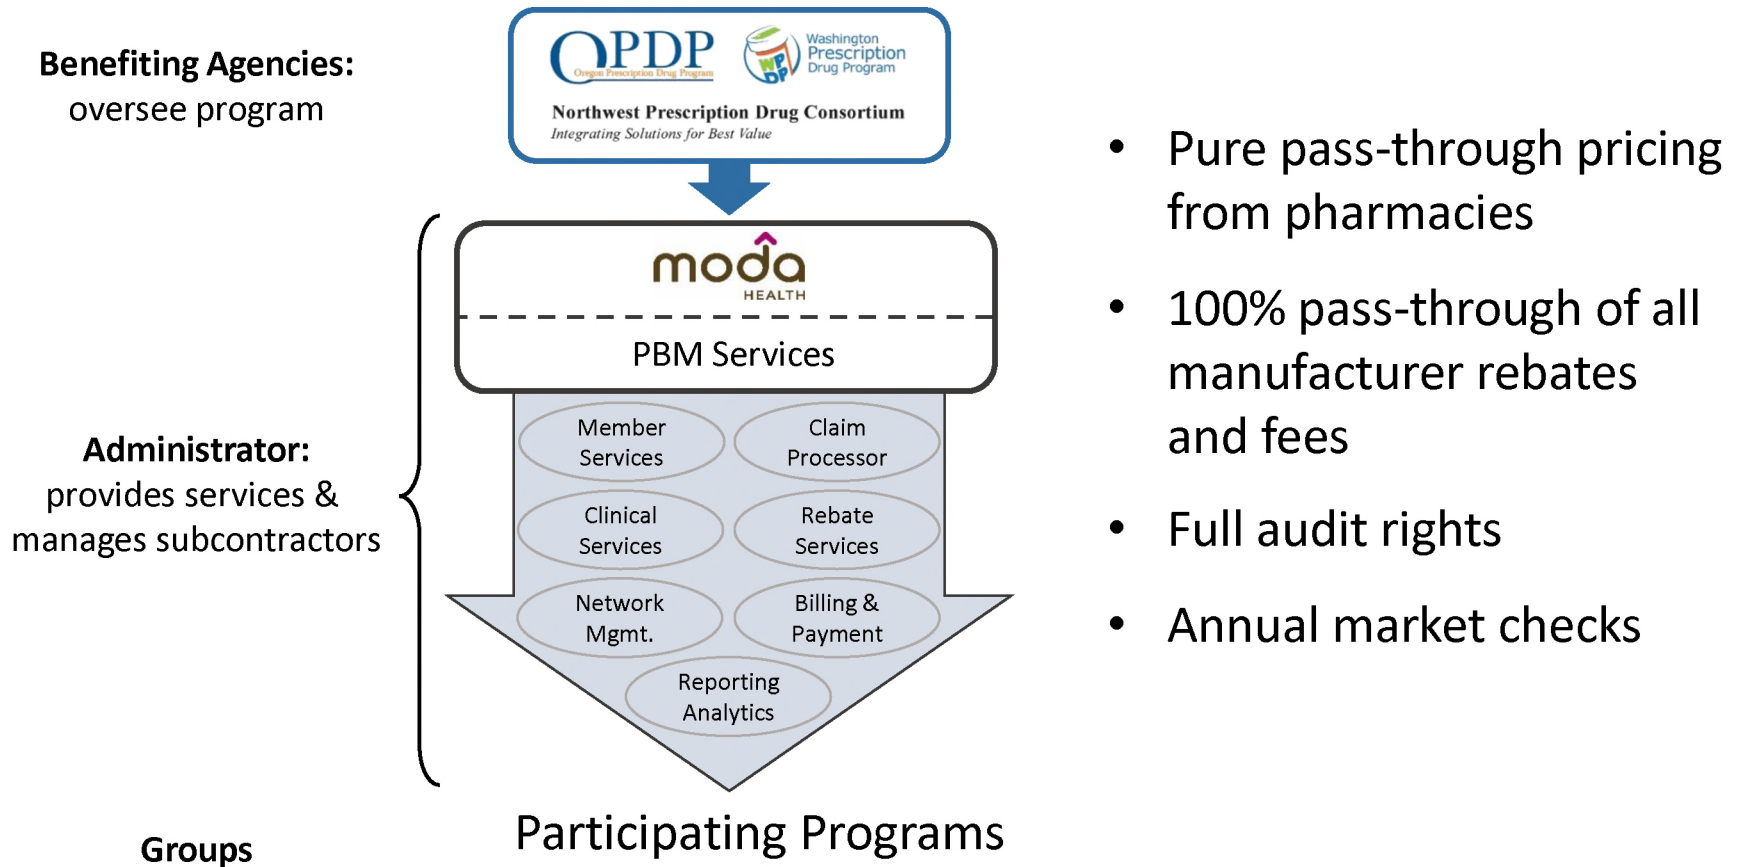 Benefiting Agencies:
oversee program
OPDP
Oregon Prescription Drug Program
WPDP
Washington
Prescription
Drug Program
Northwest Prescription Drug Consortium
Integrating Solutions for Best Value
moda
HEALTH
PBM Services
Administrator:
provides services &
manages subcontractors
Member
Services
Claim
Processor
Clinical
Services
Rebate
Services
Network
Mgmt.
Billing &
Payment
Reporting
Analytics
Groups
Participating Programs
• Pure pass-through pricing
from pharmacies
• 100% pass-through of all
manufacturer rebates
and fees
• Full audit rights
• Annual market checks